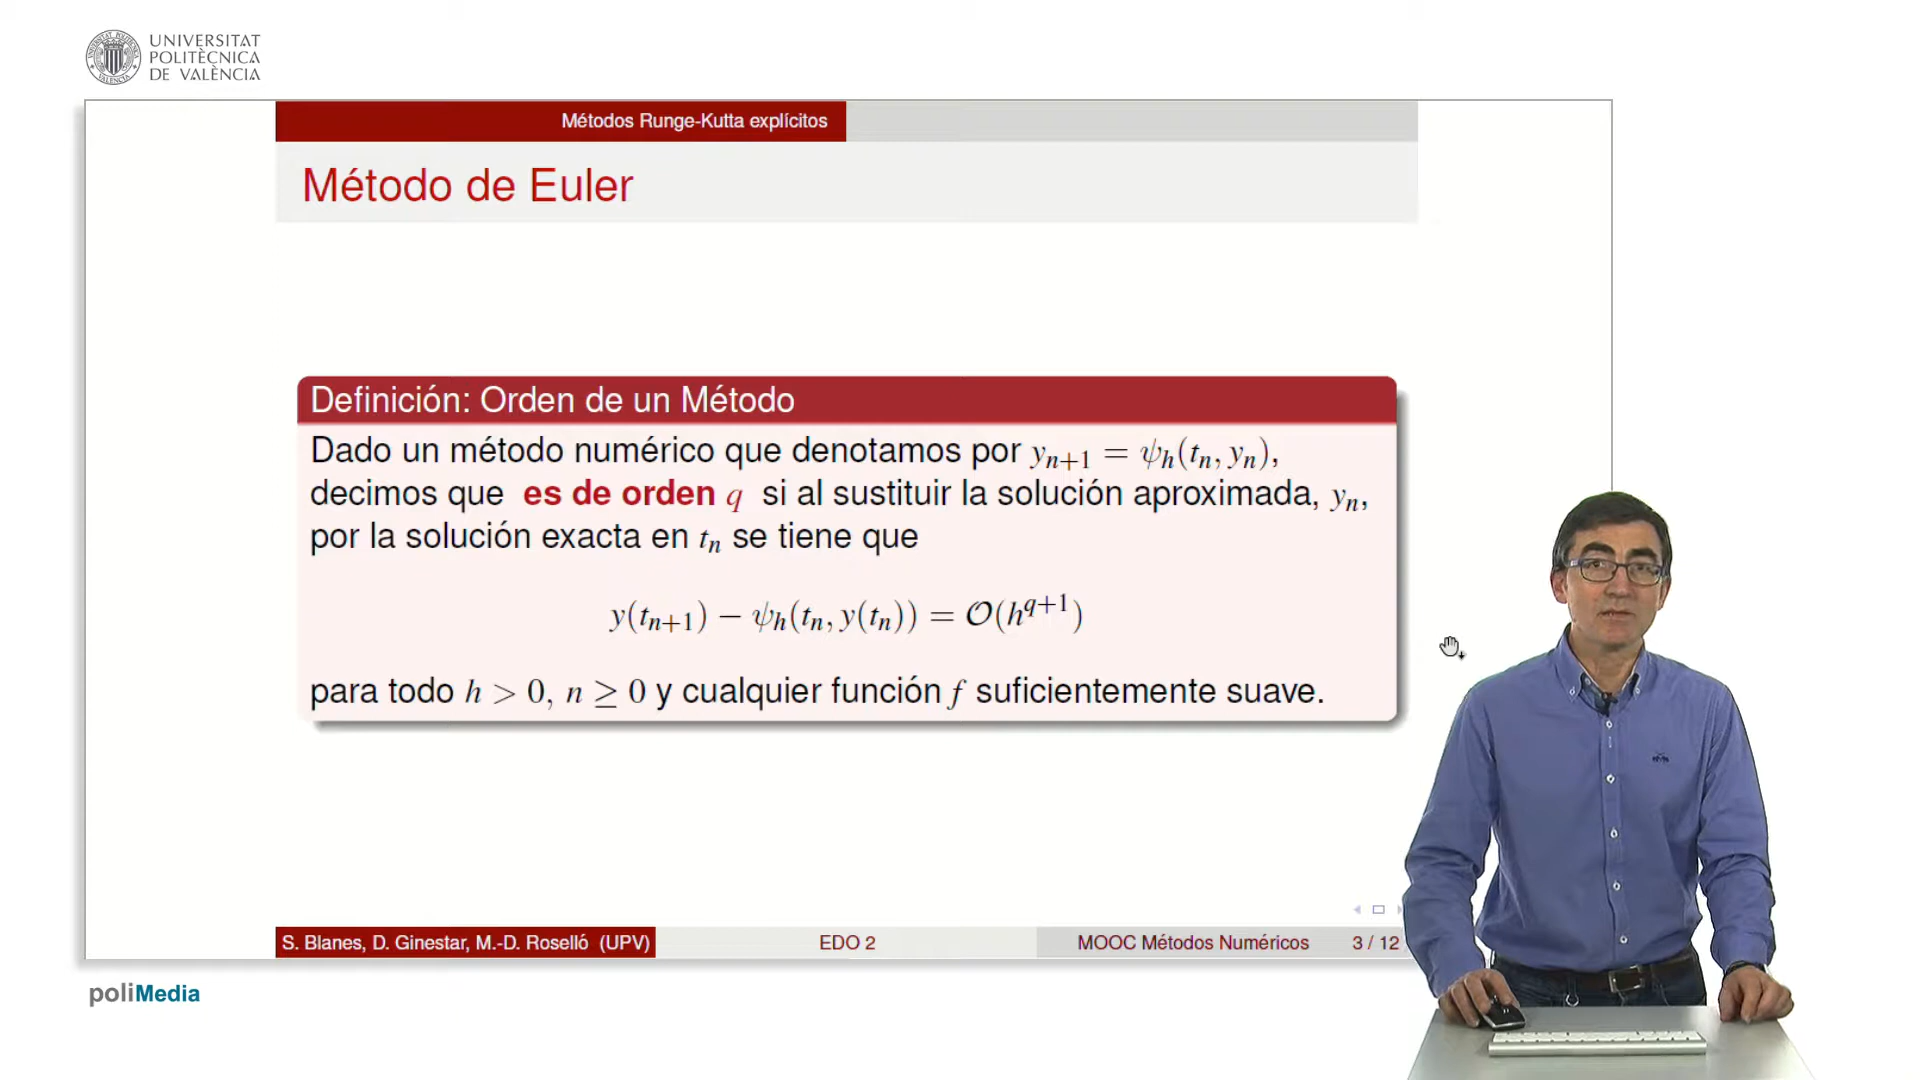 UNIVERSITAT
POLITÈCNICA
DE VALÈNCIA
Métodos Runge-Kutta explícitos
Método de Euler
Definición: Orden de un Método
Dado un método numérico que denotamos por yₙ₊₁ = ψₕ(tₙ, yₙ),
decimos que es de orden q si al sustituir la solución aproximada, yₙ,
por la solución exacta en tₙ se tiene que
y(tₙ₊₁) − ψₕ(tₙ, y(tₙ)) = O(h^{q+1})
para todo h > 0, n ≥ 0 y cualquier función f suficientemente suave.
S. Blanes, D. Ginestar, M.-D. Roselló (UPV) EDO 2 MOOC Métodos Numéricos 3 / 12
poliMedia